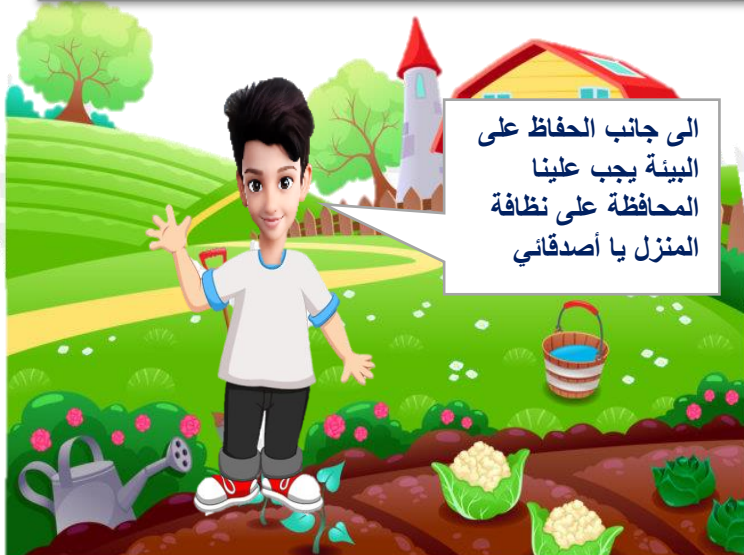 الى جانب الحفاظ على
البيئة يجب علينا
المحافظة على نظافة
المنزل يا أصدقائي